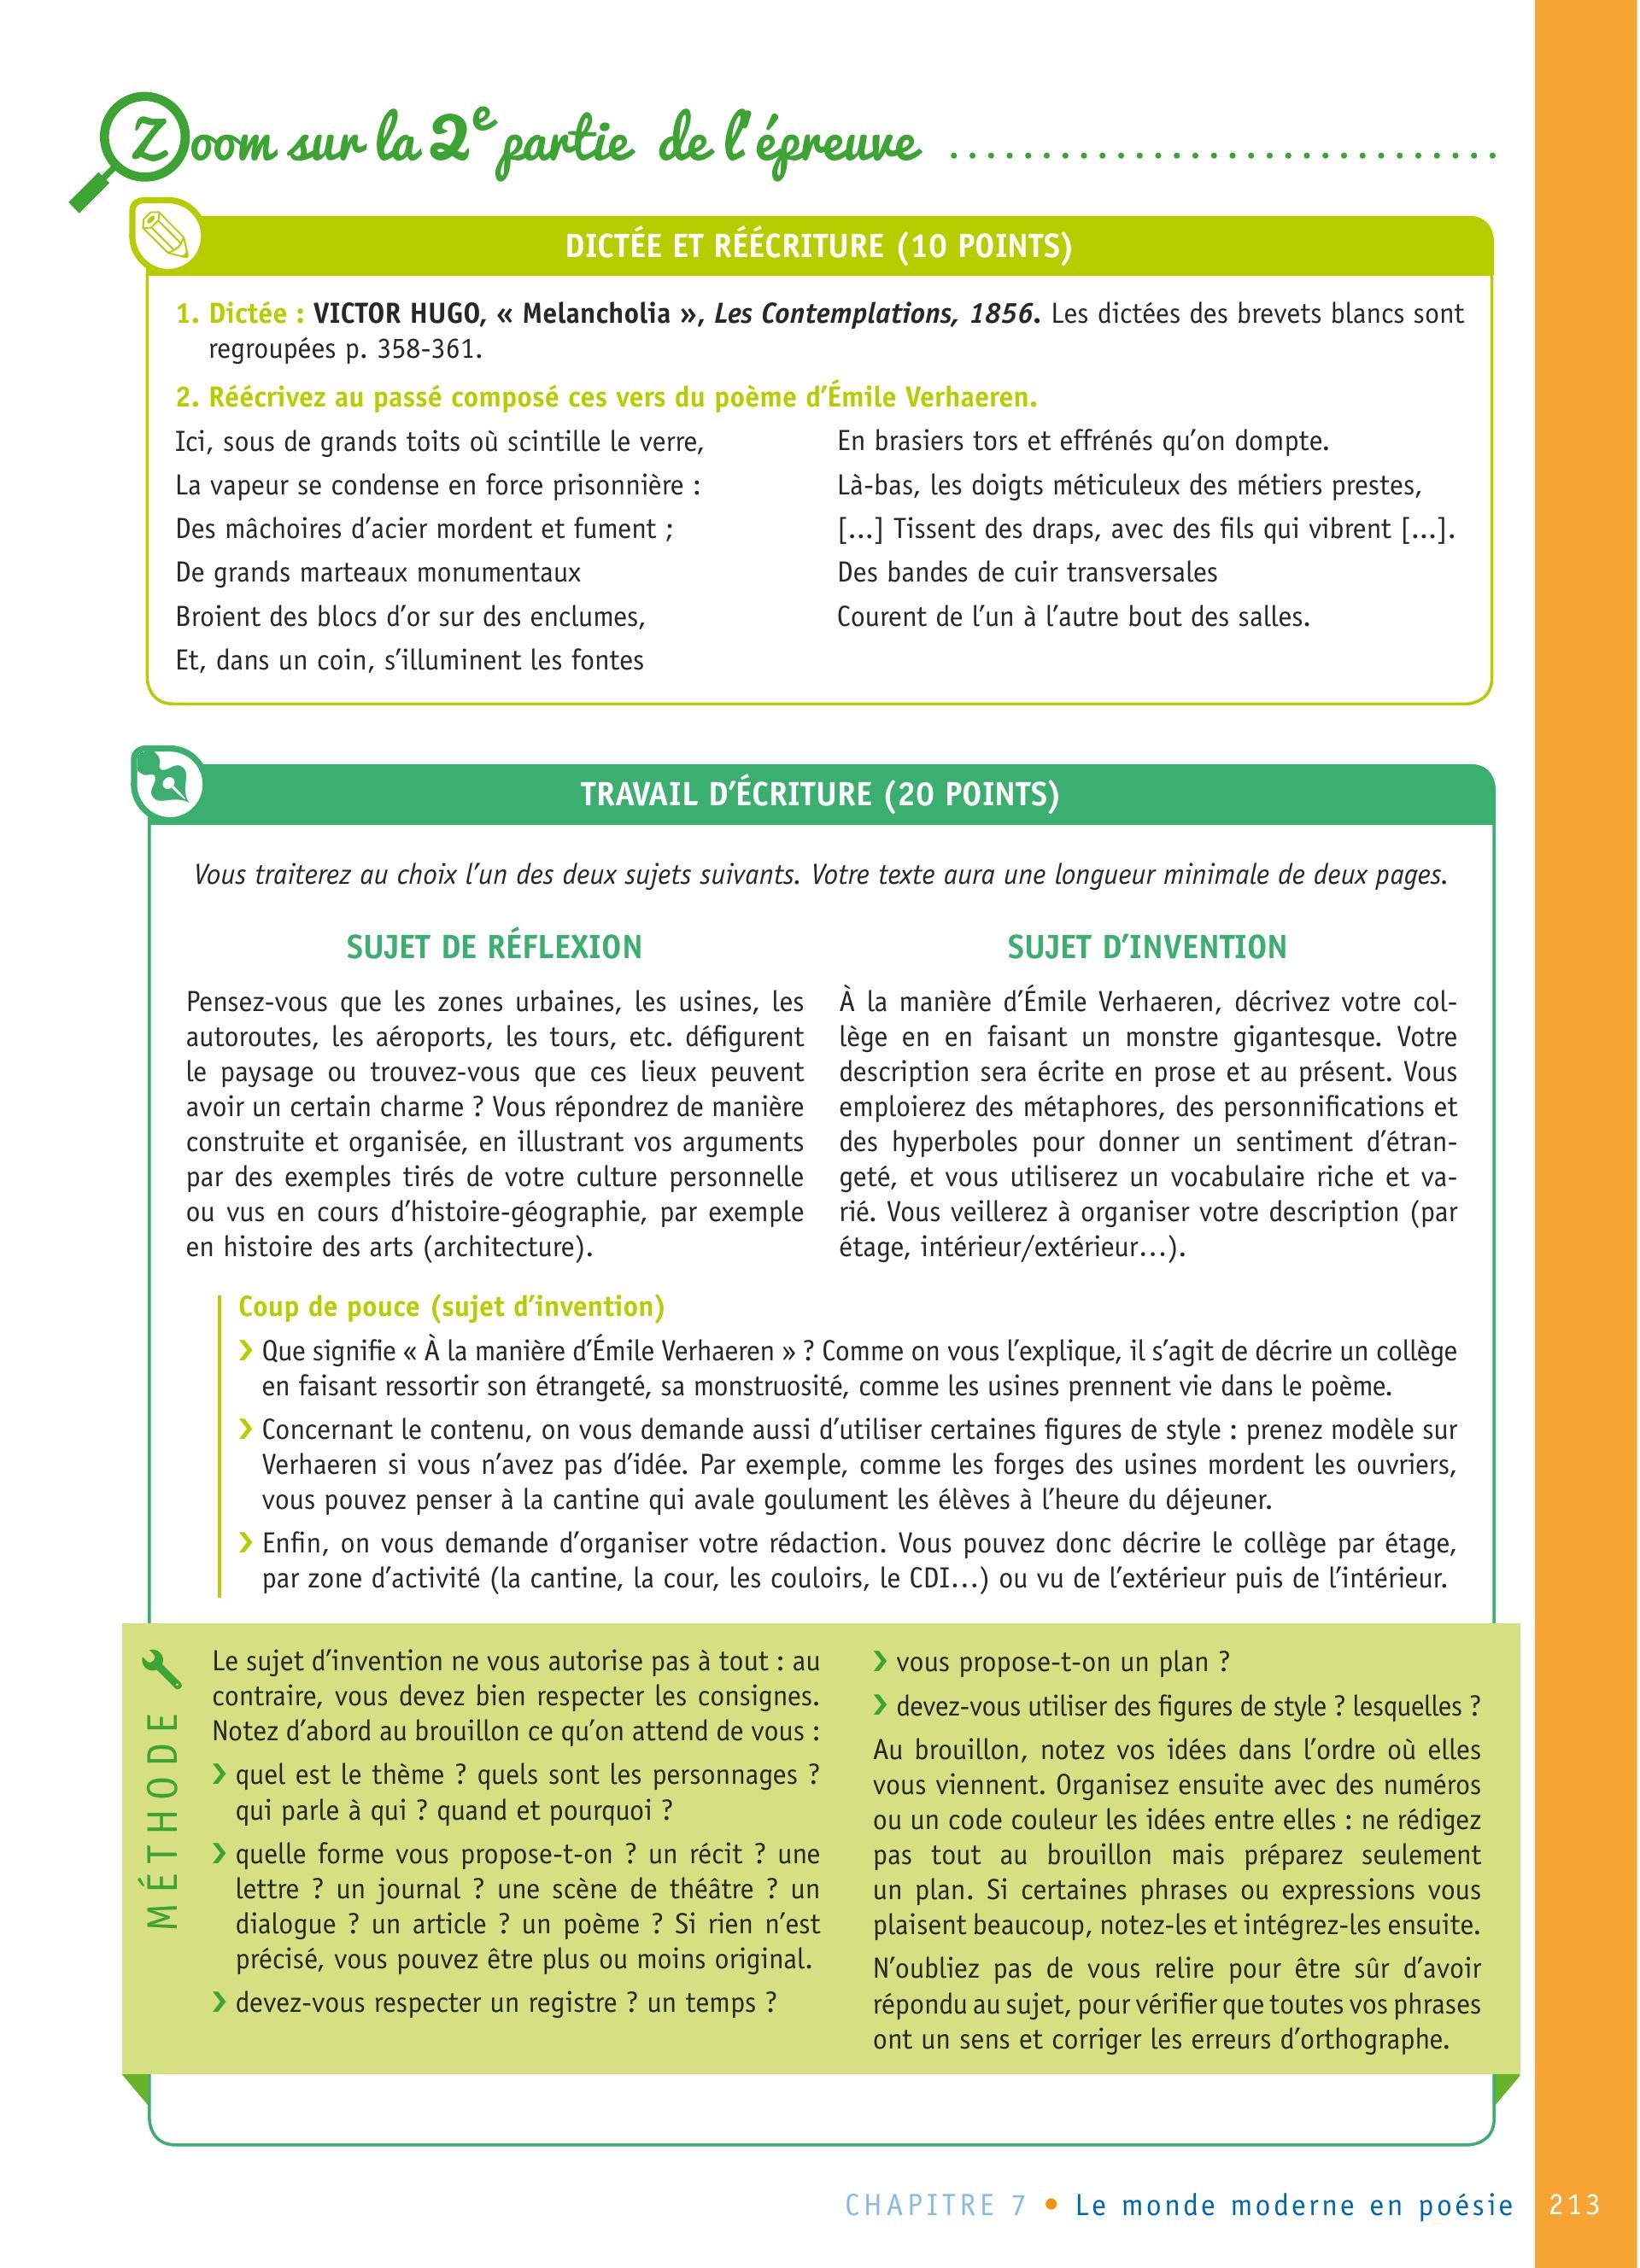 Zoom sur la 2e partie de l'épreuve
DICTÉE ET RÉÉCRITURE (10 POINTS)
1. Dictée : VICTOR HUGO, « Melancholia », Les Contemplations, 1856. Les dictées des brevets blancs sont
regroupées p. 358-361.
2. Réécrivez au passé composé ces vers du poème d'Émile Verhaeren.
Ici, sous de grands toits où scintille le verre,
La vapeur se condense en force prisonnière :
Des mâchoires d'acier mordent et fument ;
De grands marteaux monumentaux
Broient des blocs d'or sur des enclumes,
Et, dans un coin, s'illuminent les fontes
En brasiers tors et effrénés qu'on dompte.
Là-bas, les doigts méticuleux des métiers prestes,
[...] Tissent des draps, avec des fils qui vibrent [...].
Des bandes de cuir transversales
Courent de l'un à l'autre bout des salles.
TRAVAIL D'ÉCRITURE (20 POINTS)
Vous traiterez au choix l'un des deux sujets suivants. Votre texte aura une longueur minimale de deux pages.
SUJET DE RÉFLEXION
Pensez-vous que les zones urbaines, les usines, les
autoroutes, les aéroports, les tours, etc. défigurent
le paysage ou trouvez-vous que ces lieux peuvent
avoir un certain charme ? Vous répondrez de manière
construite et organisée, en illustrant vos arguments
par des exemples tirés de votre culture personnelle
ou vus en cours d'histoire-géographie, par exemple
en histoire des arts (architecture).
SUJET D'INVENTION
À la manière d'Émile Verhaeren, décrivez votre col-
lège en en faisant un monstre gigantesque. Votre
description sera écrite en prose et au présent. Vous
emploierez des métaphores, des personnifications et
des hyperboles pour donner un sentiment d'étran-
geté, et vous utiliserez un vocabulaire riche et va-
rié. Vous veillerez à organiser votre description (par
étage, intérieur/extérieur...).
Coup de pouce (sujet d'invention)
› Que signifie « À la manière d'Émile Verhaeren » ? Comme on vous l'explique, il s'agit de décrire un collège
en faisant ressortir son étrangeté, sa monstruosité, comme les usines prennent vie dans le poème.
› Concernant le contenu, on vous demande aussi d'utiliser certaines figures de style : prenez modèle sur
Verhaeren si vous n'avez pas d'idée. Par exemple, comme les forges des usines mordent les ouvriers,
vous pouvez penser à la cantine qui avale goulument les élèves à l'heure du déjeuner.
› Enfin, on vous demande d'organiser votre rédaction. Vous pouvez donc décrire le collège par étage,
par zone d'activité (la cantine, la cour, les couloirs, le CDI...) ou vu de l'extérieur puis de l'intérieur.
MÉTHODE
Le sujet d'invention ne vous autorise pas à tout : au
contraire, vous devez bien respecter les consignes.
Notez d'abord au brouillon ce qu'on attend de vous :
› quel est le thème ? quels sont les personnages ?
qui parle à qui ? quand et pourquoi ?
› quelle forme vous propose-t-on ? un récit ? une
lettre ? un journal ? une scène de théâtre ? un
dialogue ? un article ? un poème ? Si rien n'est
précisé, vous pouvez être plus ou moins original.
› devez-vous respecter un registre ? un temps ?
› vous propose-t-on un plan ?
› devez-vous utiliser des figures de style ? lesquelles ?
Au brouillon, notez vos idées dans l'ordre où elles
vous viennent. Organisez ensuite avec des numéros
ou un code couleur les idées entre elles : ne rédigez
pas tout au brouillon mais préparez seulement
un plan. Si certaines phrases ou expressions vous
plaisent beaucoup, notez-les et intégrez-les ensuite.
N'oubliez pas de vous relire pour être sûr d'avoir
répondu au sujet, pour vérifier que toutes vos phrases
ont un sens et corriger les erreurs d'orthographe.
CHAPITRE 7 • Le monde moderne en poésie 213